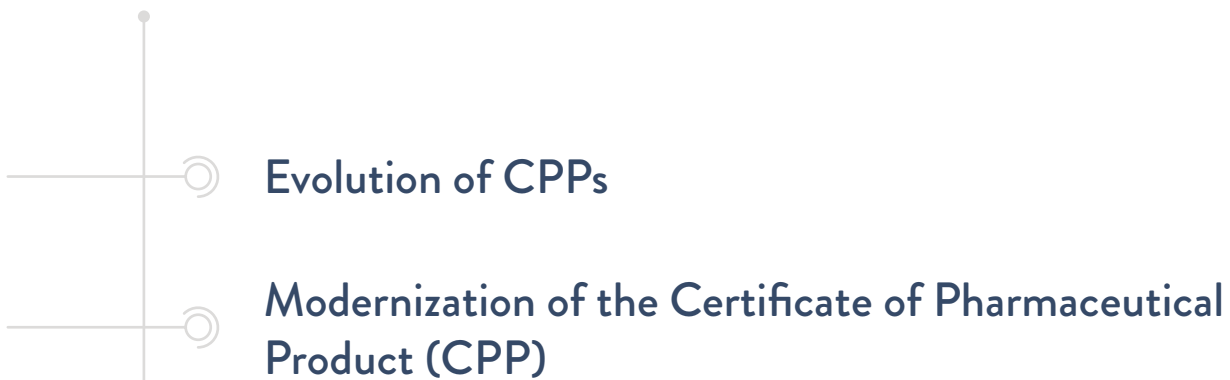 Evolution of CPPs
Modernization of the Certificate of Pharmaceutical
Product (CPP)